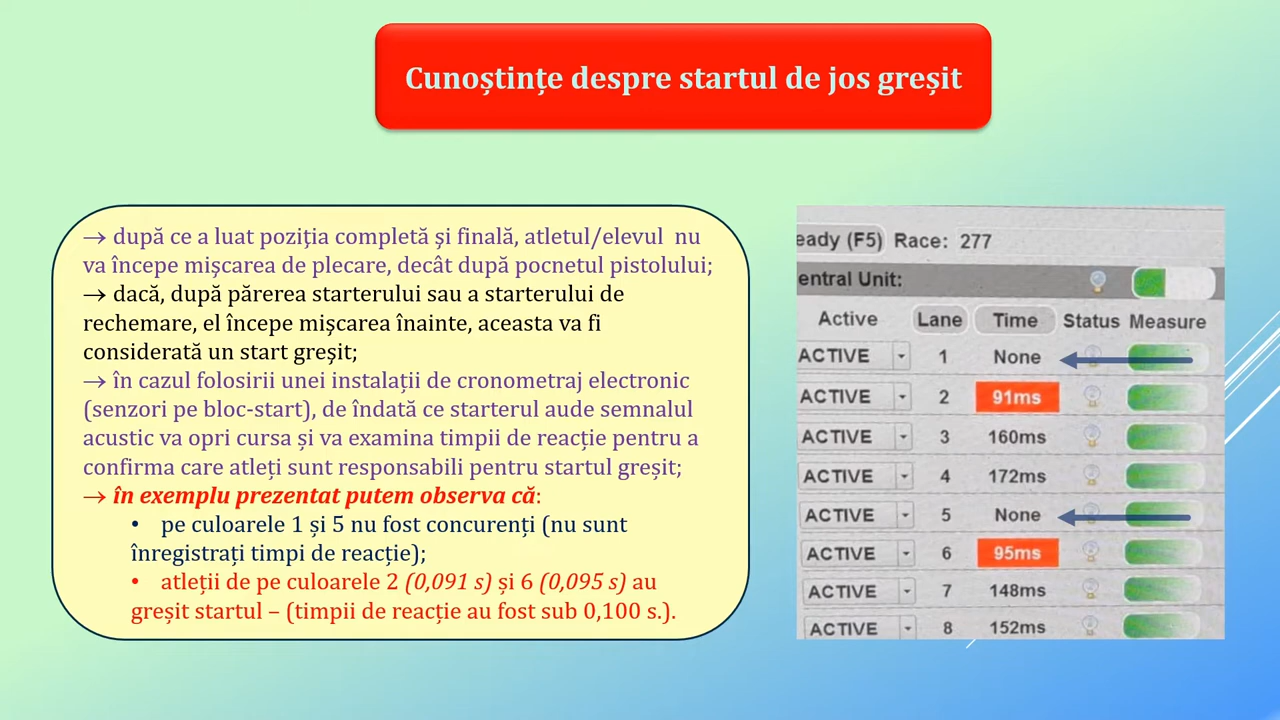 Cunoștințe despre startul de jos greșit
→ după ce a luat poziţia completă şi finală, atletul/elevul nu
va începe mişcarea de plecare, decât după pocnetul pistolului;
→ dacă, după părerea starterului sau a starterului de
rechemare, el începe mişcarea înainte, aceasta va fi
considerată un start greşit;
→ în cazul folosirii unei instalații de cronometraj electronic
(senzori pe bloc-start), de îndată ce starterul aude semnalul
acustic va opri cursa și va examina timpii de reacție pentru a
confirma care atleți sunt responsabili pentru startul greșit;
→ în exemplu prezentat putem observa că:
• pe culoarele 1 și 5 nu fost concurenți (nu sunt
înregistrați timpi de reacție);
• atleții de pe culoarele 2 (0,091 s) și 6 (0,095 s) au
greșit startul – (timpii de reacție au fost sub 0,100 s.).
eady (F5) Race: 277
entral Unit:
Active Lane Time Status Measure
ACTIVE 1 None
ACTIVE 2 91ms
ACTIVE 3 160ms
ACTIVE 4 172ms
ACTIVE 5 None
ACTIVE 6 95ms
ACTIVE 7 148ms
ACTIVE 8 152ms